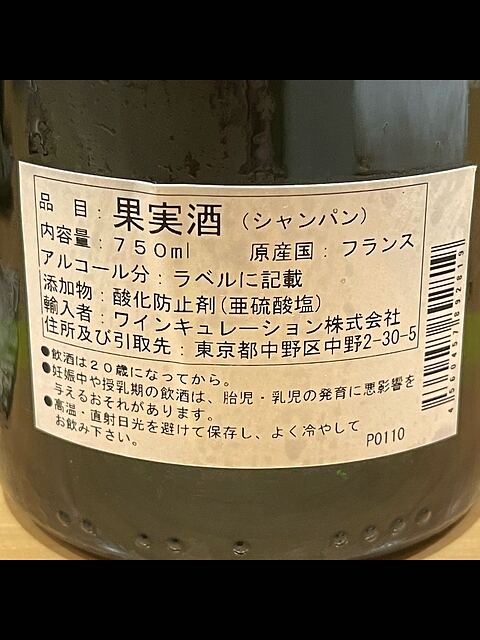 品 目: 果実酒 (シャンパン)
内容量: 750ml 原産国: フランス
アルコール分: ラベルに記載
添加物: 酸化防止剤(亜硫酸塩)
輸入者: ワインキュレーション株式会社
住所及び引取先: 東京都中野区中野2-30-5
●飲酒は20歳になってから。
●妊娠中や授乳期の飲酒は、胎児・乳児の発育に悪影響を
与えるおそれがあります。
●高温・直射日光を避けて保存し、よく冷やして
お飲み下さい。
P0110
4560457892819